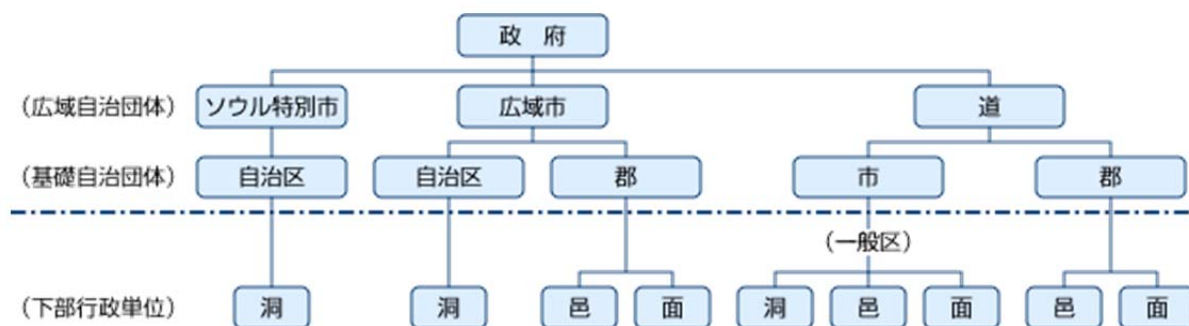 政 府
(広域自治団体) ソウル特別市 広域市 道
(基礎自治団体) 自治区 自治区 郡 市 郡
(一般区)
(下部行政単位) 洞 洞 邑 面 洞 邑 面 邑 面